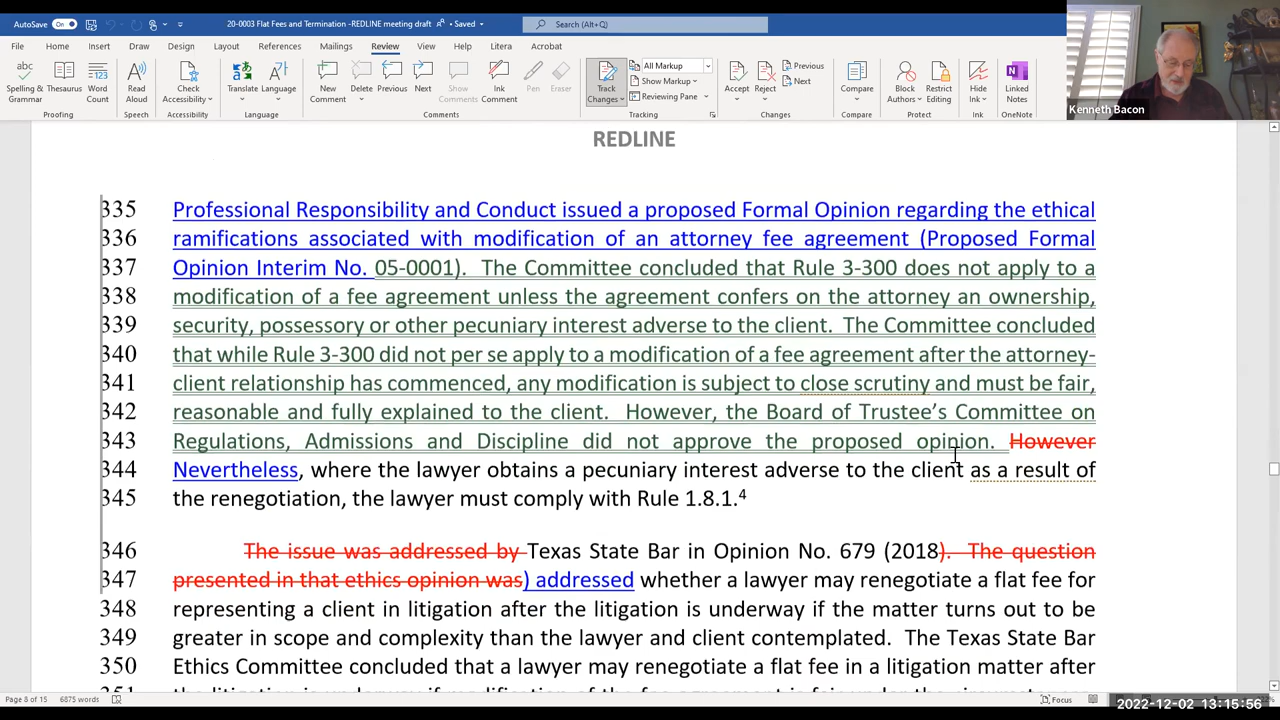 AutoSave On 20-0003 Flat Fees and Termination -REDLINE meeting draft • Saved Search (Alt+Q)
File Home Insert Draw Design Layout References Mailings Review View Help Litera Acrobat
abc 123
Spelling & Grammar Thesaurus Word Count Read Aloud Check Accessibility Translate Language New Comment Delete Previous Next Show Comments Ink Comment Pen Eraser Track Changes All Markup Show Markup Reviewing Pane Accept Reject Previous Next Compare Block Authors Restrict Editing Hide Ink Linked Notes
Proofing Speech Accessibility Language Comments Tracking Changes Compare Protect Ink OneNote
Kenneth Bacon
REDLINE
335 Professional Responsibility and Conduct issued a proposed Formal Opinion regarding the ethical
336 ramifications associated with modification of an attorney fee agreement (Proposed Formal
337 Opinion Interim No. 05-0001). The Committee concluded that Rule 3-300 does not apply to a
338 modification of a fee agreement unless the agreement confers on the attorney an ownership,
339 security, possessory or other pecuniary interest adverse to the client. The Committee concluded
340 that while Rule 3-300 did not per se apply to a modification of a fee agreement after the attorney-
341 client relationship has commenced, any modification is subject to close scrutiny and must be fair,
342 reasonable and fully explained to the client. However, the Board of Trustee’s Committee on
343 Regulations, Admissions and Discipline did not approve the proposed opinion. However
344 Nevertheless, where the lawyer obtains a pecuniary interest adverse to the client as a result of
345 the renegotiation, the lawyer must comply with Rule 1.8.1.4
346 The issue was addressed by Texas State Bar in Opinion No. 679 (2018). The question
347 presented in that ethics opinion was) addressed whether a lawyer may renegotiate a flat fee for
348 representing a client in litigation after the litigation is underway if the matter turns out to be
349 greater in scope and complexity than the lawyer and client contemplated. The Texas State Bar
350 Ethics Committee concluded that a lawyer may renegotiate a flat fee in a litigation matter after
Page 8 of 15 6875 words Focus
2022-12-02 13:15:56